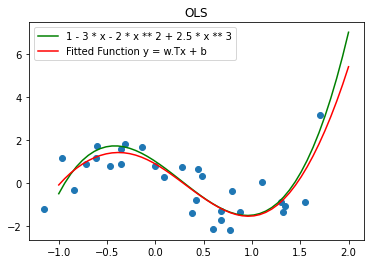 OLS
1 - 3 * x - 2 * x ** 2 + 2.5 * x ** 3
Fitted Function y = w.Tx + b
6
4
2
0
−2
−1.0 −0.5 0.0 0.5 1.0 1.5 2.0